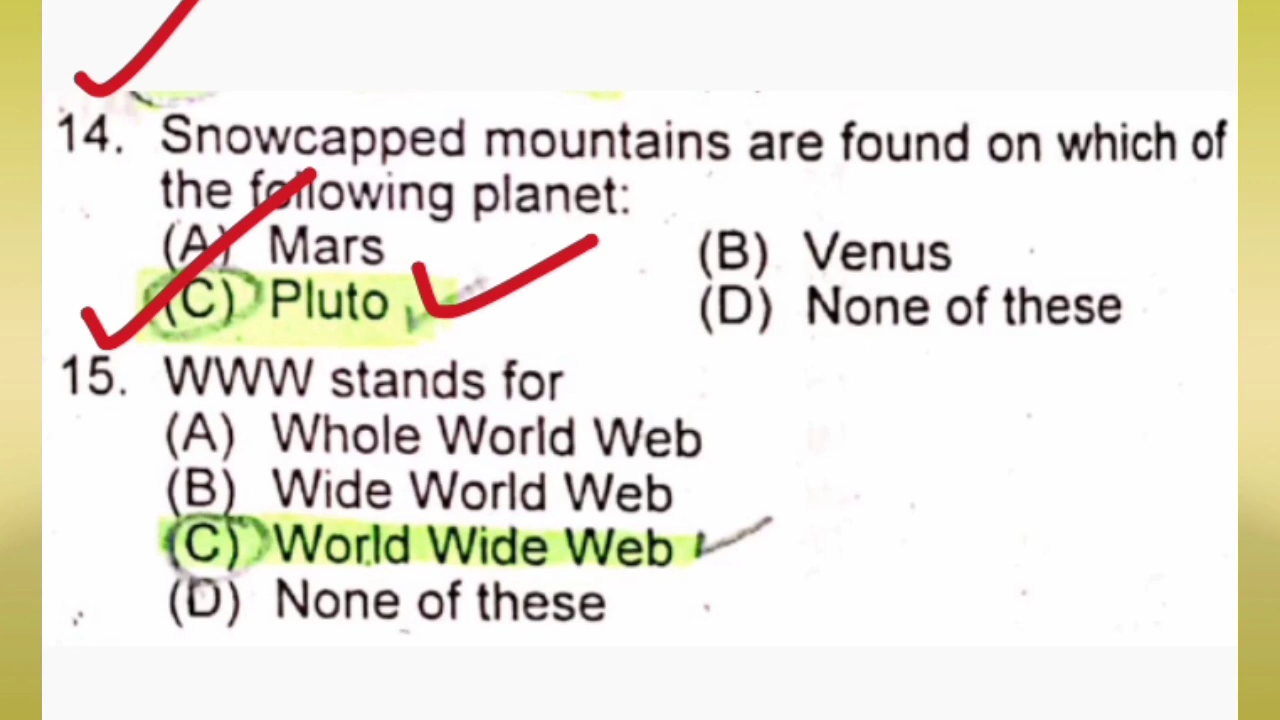 14. Snowcapped mountains are found on which of
the following planet:
(A) Mars (B) Venus
(C) Pluto (D) None of these
15. WWW stands for
(A) Whole World Web
(B) Wide World Web
(C) World Wide Web
(D) None of these